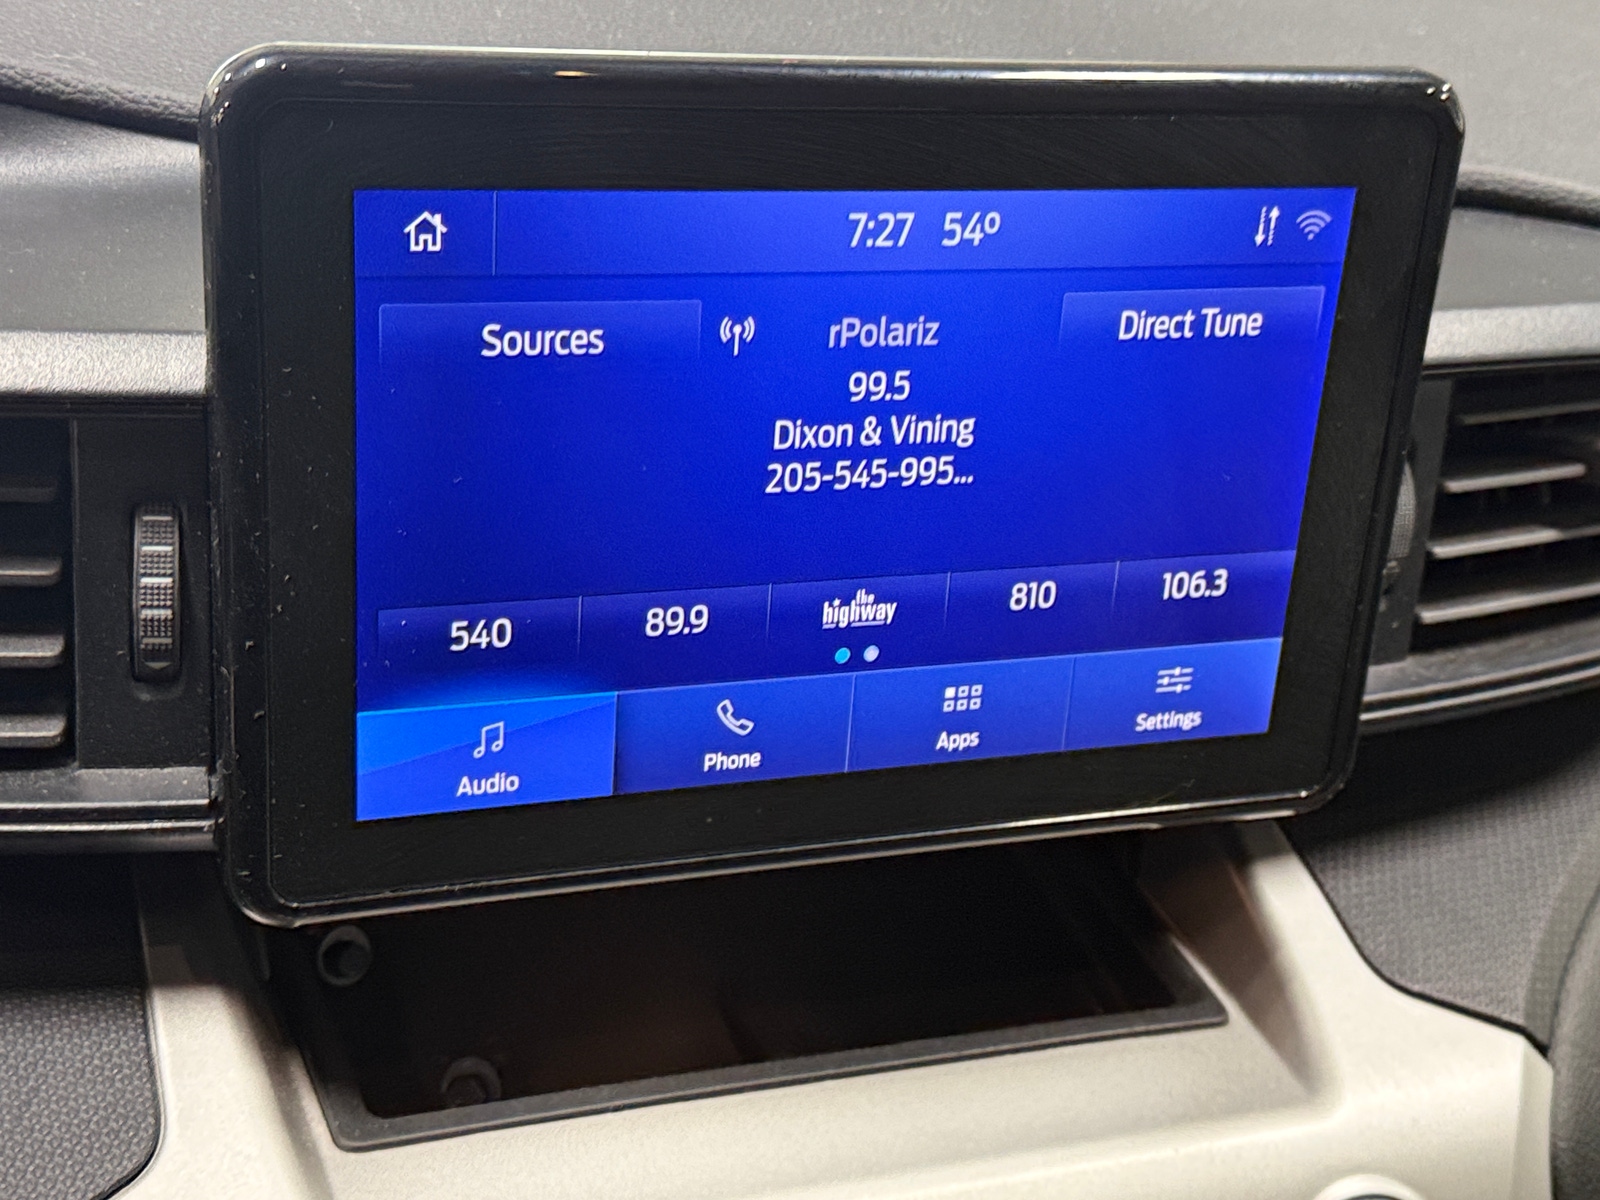 7:27 54°
Sources
rPolariz
Direct Tune
99.5
Dixon & Vining
205-545-995...
540
89.9
the highway
810
106.3
Audio
Phone
Apps
Settings